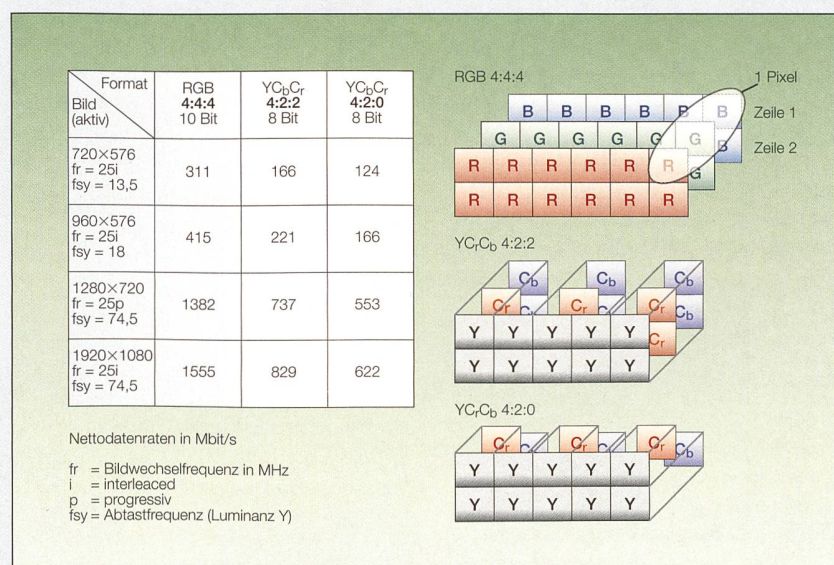 Format
Bild
(aktiv)
RGB
4:4:4
10 Bit
YCbCr
4:2:2
8 Bit
YCbCr
4:2:0
8 Bit
720×576
fr = 25i
fsy = 13,5
311
166
124
960×576
fr = 25i
fsy = 18
415
221
166
1280×720
fr = 25p
fsy = 74,5
1382
737
553
1920×1080
fr = 25i
fsy = 74,5
1555
829
622
Nettodatenraten in Mbit/s
fr = Bildwechselfrequenz in MHz
i = interleaced
p = progressiv
fsy = Abtastfrequenz (Luminanz Y)
RGB 4:4:4
1 Pixel
B B B B B B
Zeile 1
G G G G G G B
Zeile 2
R R R R R R G
R R R R R R
YCrCb 4:2:2
Cb Cb Cb
Cr Cr Cr Cb
Y Y Y Y Y Cr
Y Y Y Y Y
YCrCb 4:2:0
Cr Cr Cr Cb
Y Y Y Y Y
Y Y Y Y Y